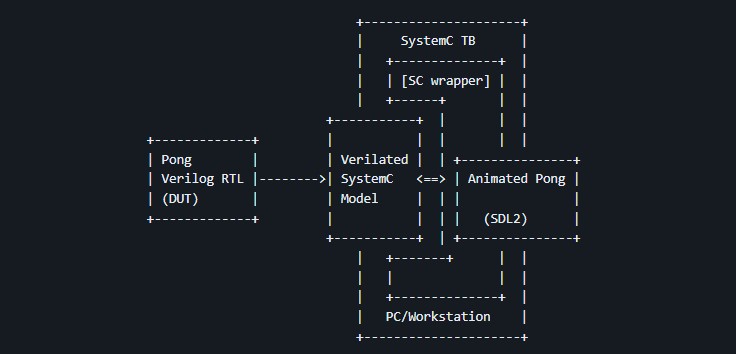 SystemC TB
[SC wrapper]
Pong
Verilog RTL
(DUT)
Verilated
SystemC
Model
<==>
Animated Pong
(SDL2)
PC/Workstation